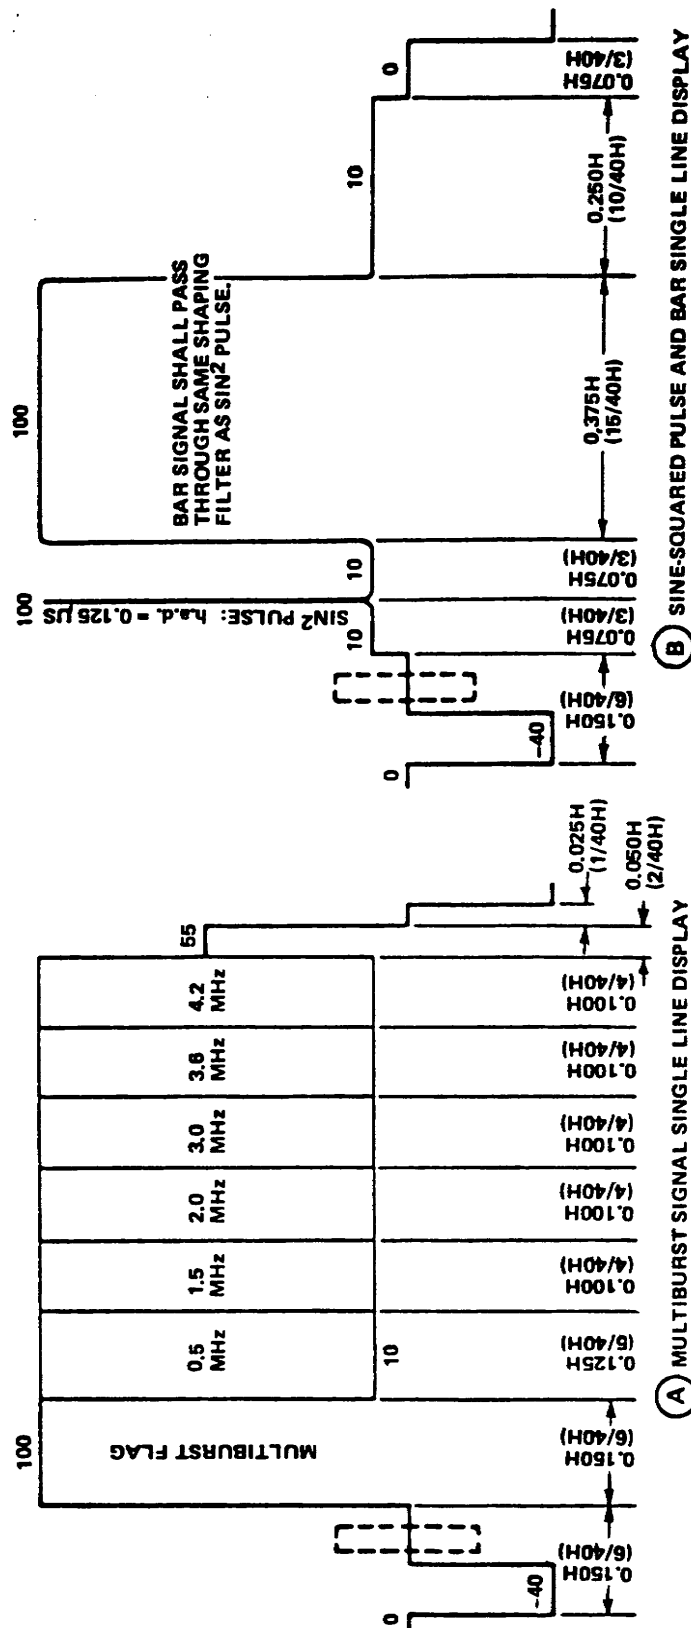 0
-40
100
MULTIBURST FLAG
0.5
MHz
1.5
MHz
2.0
MHz
3.0
MHz
3.6
MHz
4.2
MHz
55
10
0.150H
(6/40H)
0.150H
(6/40H)
0.125H
(5/40H)
0.100H
(4/40H)
0.100H
(4/40H)
0.100H
(4/40H)
0.100H
(4/40H)
0.100H
(4/40H)
0.025H
(1/40H)
0.050H
(2/40H)
A MULTIBURST SIGNAL SINGLE LINE DISPLAY
0
-40
10
100
SIN² PULSE: h.a.d. = 0.125 µS
10
100
BAR SIGNAL SHALL PASS
THROUGH SAME SHAPING
FILTER AS SIN² PULSE.
10
0
0.150H
(6/40H)
0.075H
(3/40H)
0.075H
(3/40H)
0,375H
(15/40H)
0.250H
(10/40H)
0.075H
(3/40H)
B SINE-SQUARED PULSE AND BAR SINGLE LINE DISPLAY